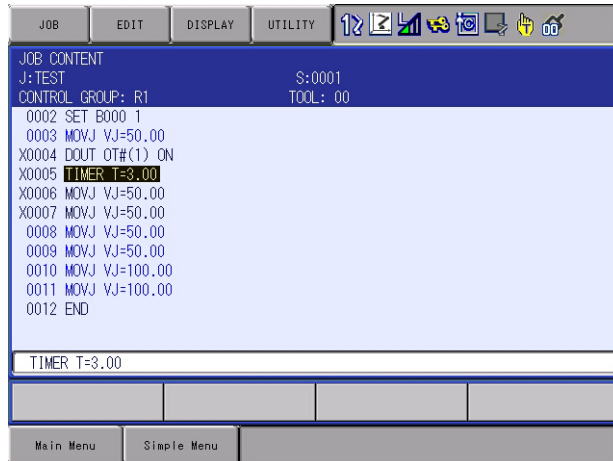 JOB EDIT DISPLAY UTILITY
JOB CONTENT
J:TEST S:0001
CONTROL GROUP: R1 TOOL: 00
0002 SET B000 1
0003 MOVJ VJ=50.00
X0004 DOUT OT#(1) ON
X0005 TIMER T=3.00
X0006 MOVJ VJ=50.00
X0007 MOVJ VJ=50.00
0008 MOVJ VJ=50.00
0009 MOVJ VJ=50.00
0010 MOVJ VJ=100.00
0011 MOVJ VJ=100.00
0012 END
TIMER T=3.00
Main Menu Simple Menu